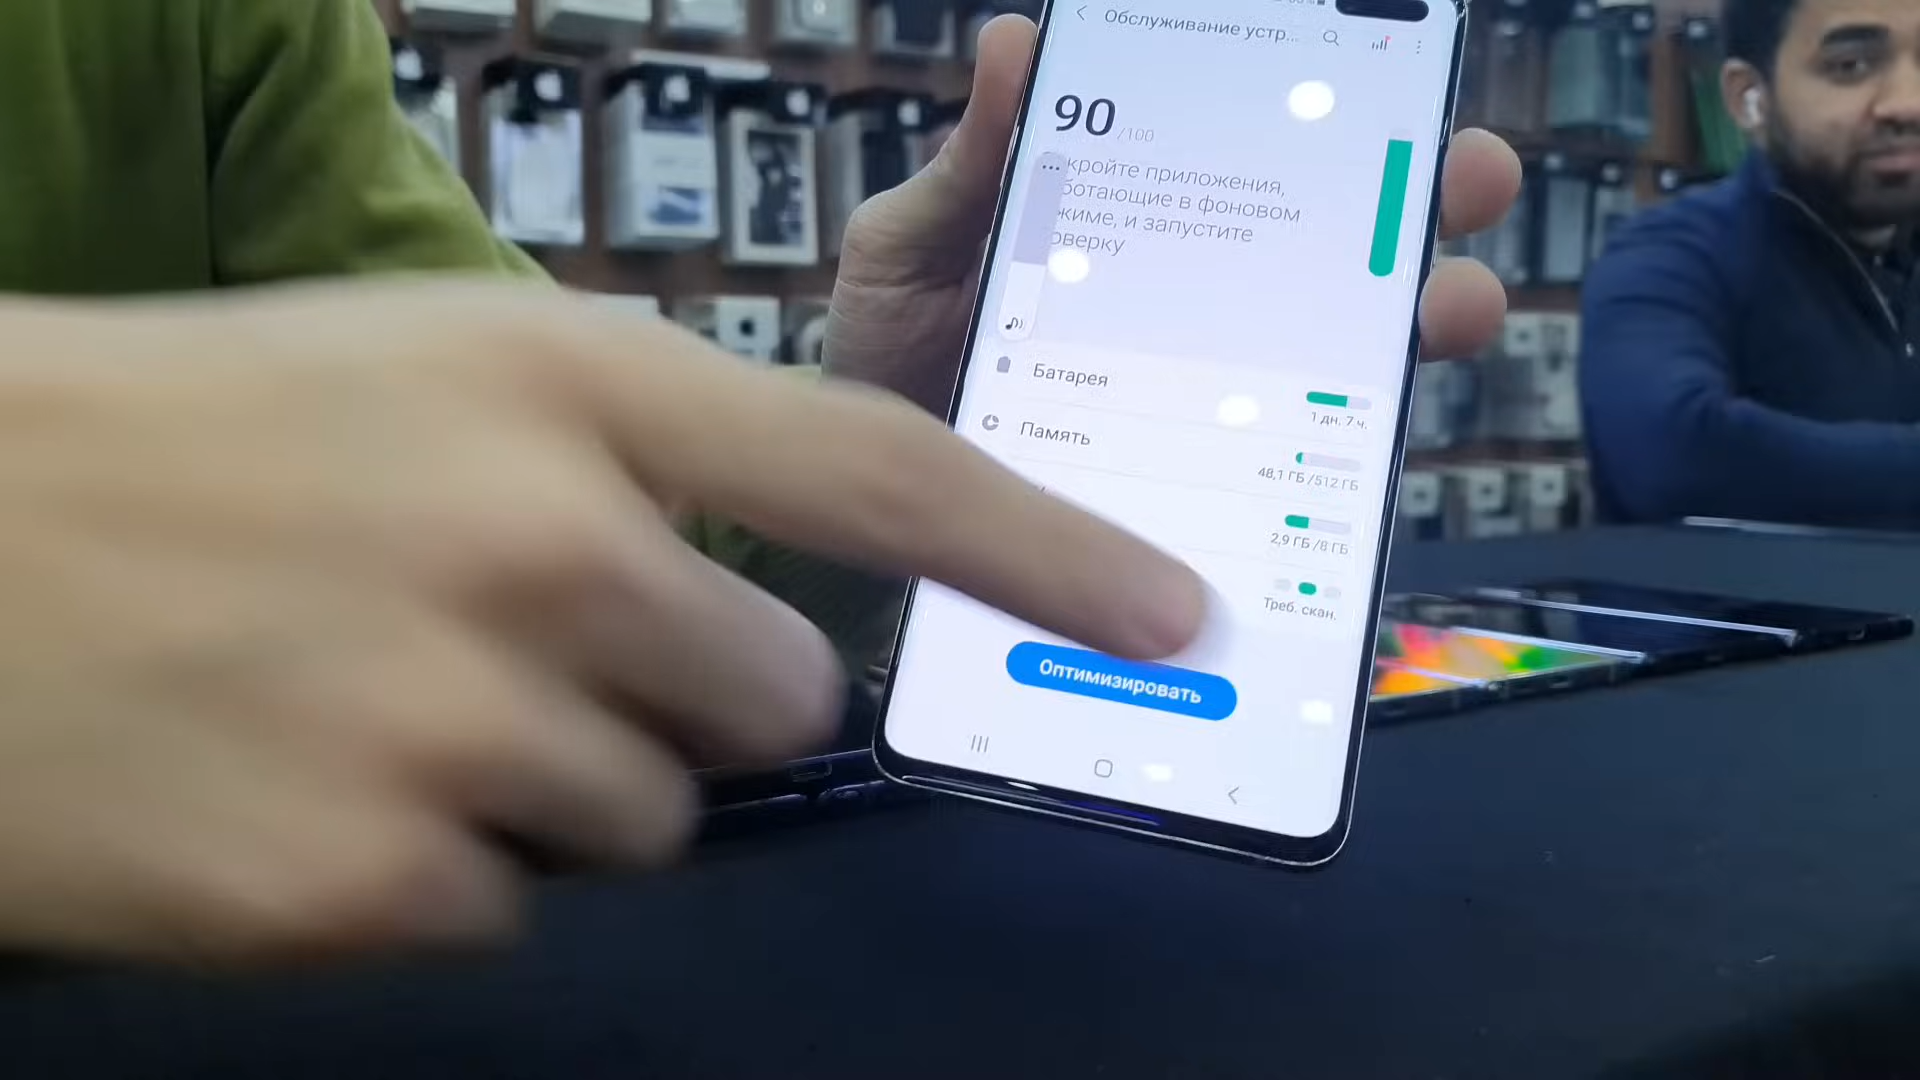 Обслуживание устр...
90 /100
кройте приложения,
ботающие в фоновом
жиме, и запустите
оверку
Батарея
1 дн. 7 ч.
Память
48,1 ГБ /512 ГБ
2,9 ГБ /8 ГБ
Треб. скан.
Оптимизировать